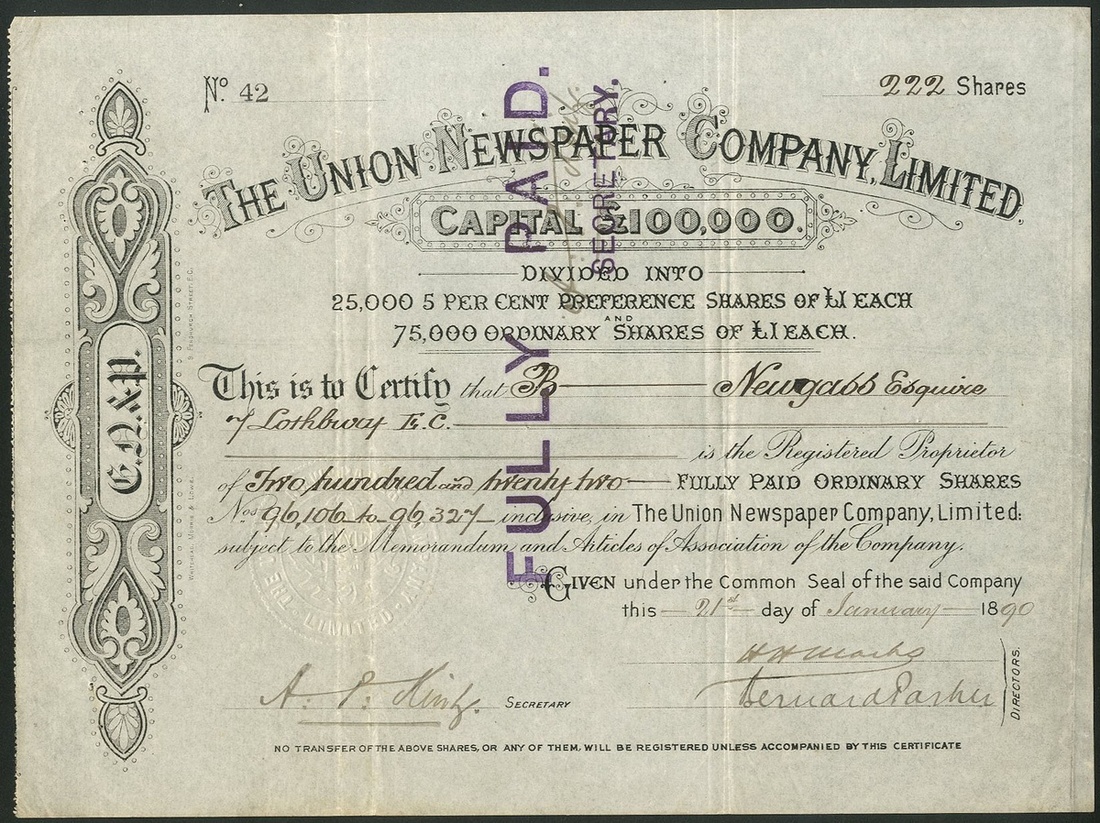 No. 42
222 Shares
THE UNION NEWSPAPER COMPANY, LIMITED.
CAPITAL £100,000.
DIVIDED INTO
25,000 5 PER CENT PREFERENCE SHARES OF £1 EACH
AND
75,000 ORDINARY SHARES OF £1 EACH.
This is to Certify that B Newgass Esquire
7 Lothbury E.C.
is the Registered Proprietor
of Two hundred and twenty two FULLY PAID ORDINARY SHARES
Nos 96,106 to 96,327 inclusive, in The Union Newspaper Company, Limited:
subject to the Memorandum and Articles of Association of the Company.
GIVEN under the Common Seal of the said Company
this 21st day of January 1890
HHMarks
Bernard Parker
DIRECTORS.
A. P. SECRETARY
NO TRANSFER OF THE ABOVE SHARES, OR ANY OF THEM, WILL BE REGISTERED UNLESS ACCOMPANIED BY THIS CERTIFICATE
FULLY PAID.
SECRETARY.
LIMITED